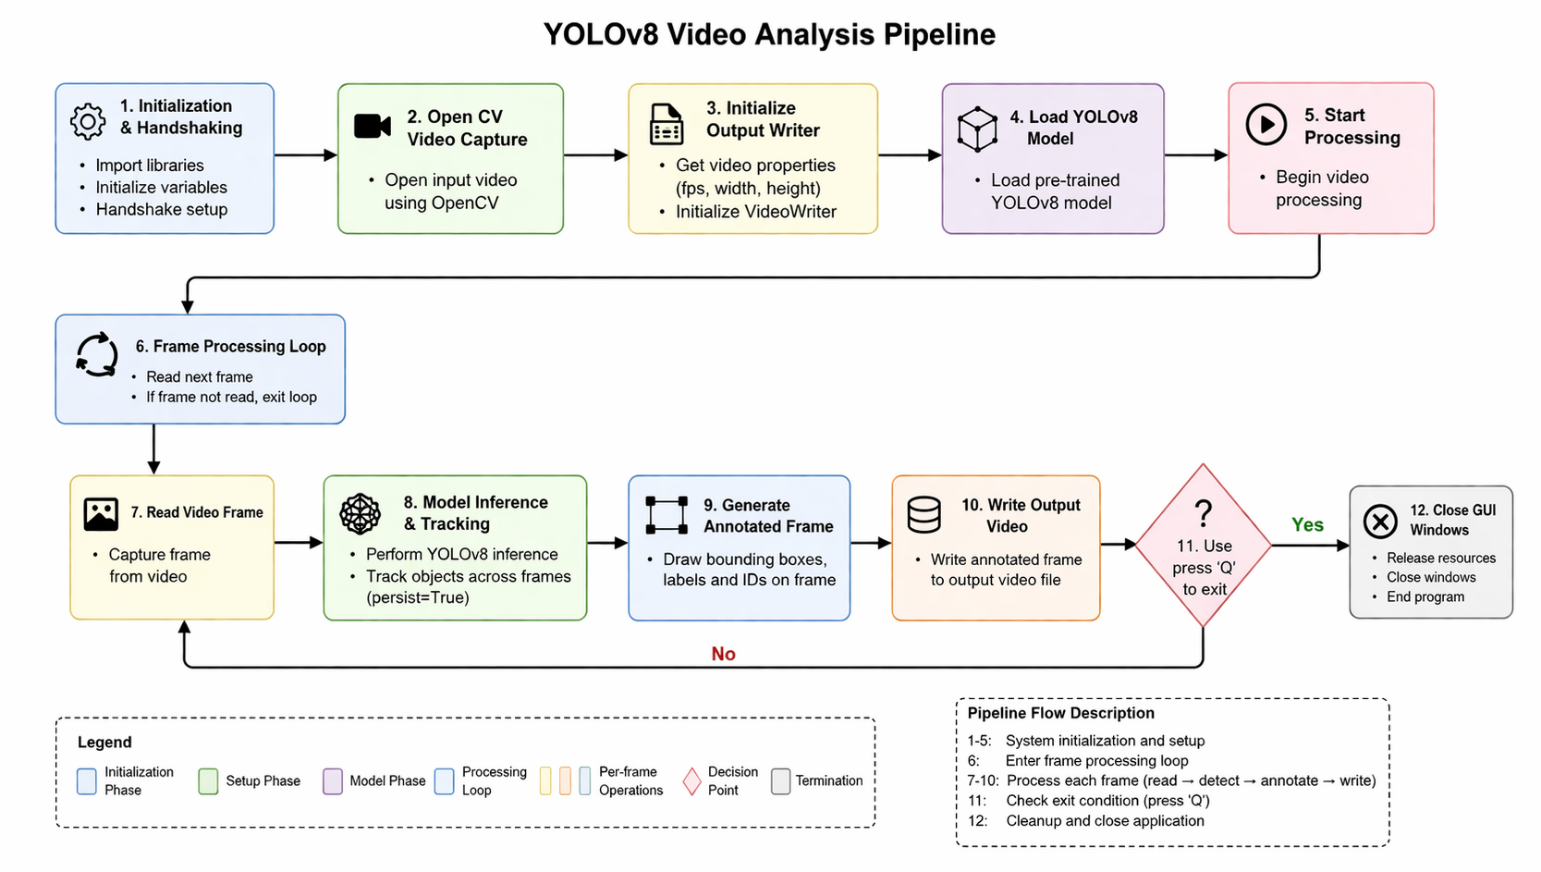 YOLOv8 Video Analysis Pipeline
1. Initialization
& Handshaking
• Import libraries
• Initialize variables
• Handshake setup
2. Open CV
Video Capture
• Open input video
using OpenCV
3. Initialize
Output Writer
• Get video properties
(fps, width, height)
• Initialize VideoWriter
4. Load YOLOv8
Model
• Load pre-trained
YOLOv8 model
5. Start
Processing
• Begin video
processing
6. Frame Processing Loop
• Read next frame
• If frame not read, exit loop
7. Read Video Frame
• Capture frame
from video
8. Model Inference
& Tracking
• Perform YOLOv8 inference
• Track objects across frames
(persist=True)
9. Generate
Annotated Frame
• Draw bounding boxes,
labels and IDs on frame
10. Write Output
Video
• Write annotated frame
to output video file
?
11. Use
press 'Q'
to exit
Yes
12. Close GUI
Windows
• Release resources
• Close windows
• End program
No
Legend
Initialization
Phase
Setup Phase
Model Phase
Processing
Loop
Per-frame
Operations
Decision
Point
Termination
Pipeline Flow Description
1-5: System initialization and setup
6: Enter frame processing loop
7-10: Process each frame (read → detect → annotate → write)
11: Check exit condition (press 'Q')
12: Cleanup and close application